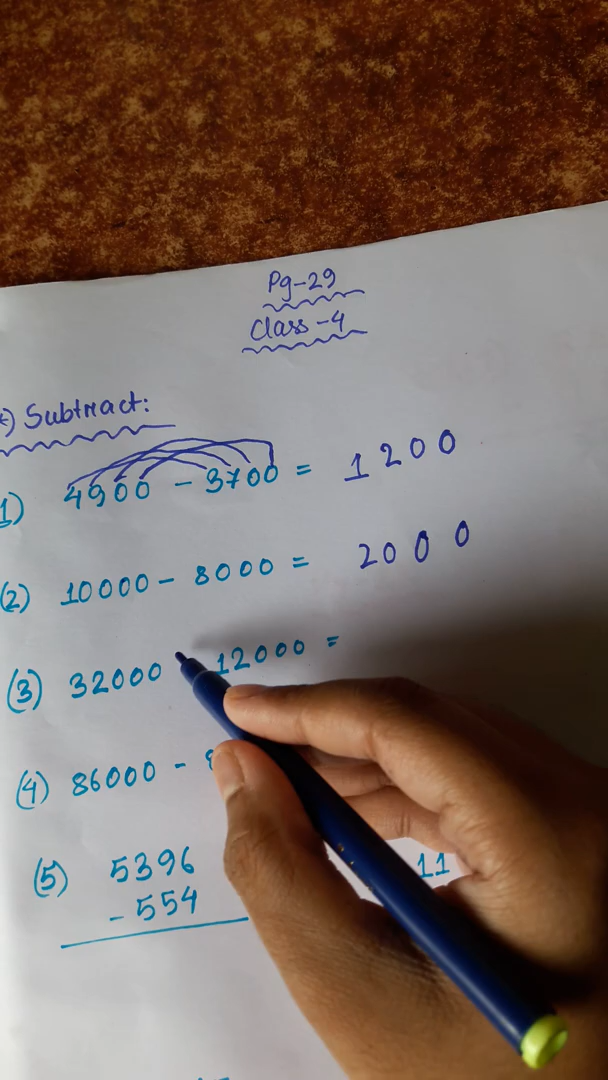 Pg-29
Class-4
Subtract:
1) 4900 - 3700 = 1200
(2) 10000 - 8000 = 2000
(3) 32000 12000 =
(4) 86000 -
(5) 5396
- 554
11